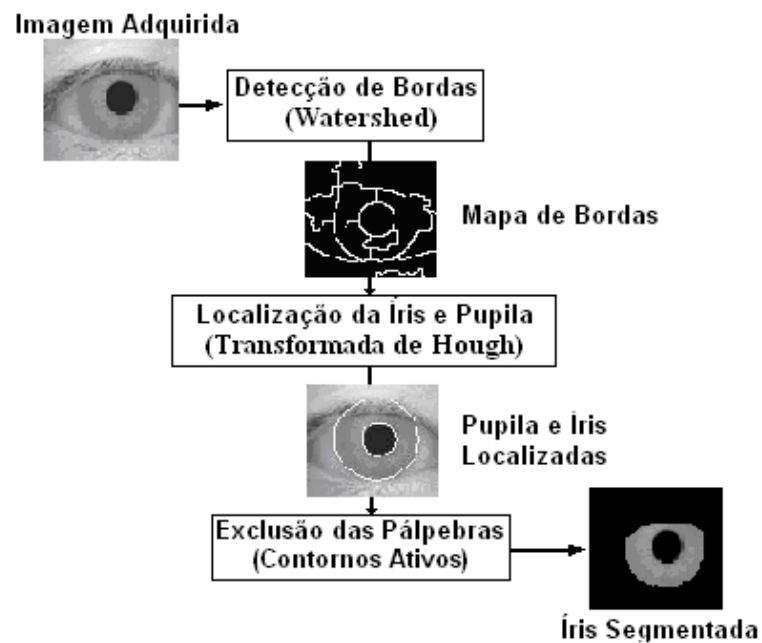 Imagem Adquirida
Detecção de Bordas
(Watershed)
Mapa de Bordas
Localização da Íris e Pupila
(Transformada de Hough)
Pupila e Íris
Localizadas
Exclusão das Pálpebras
(Contornos Ativos)
Íris Segmentada